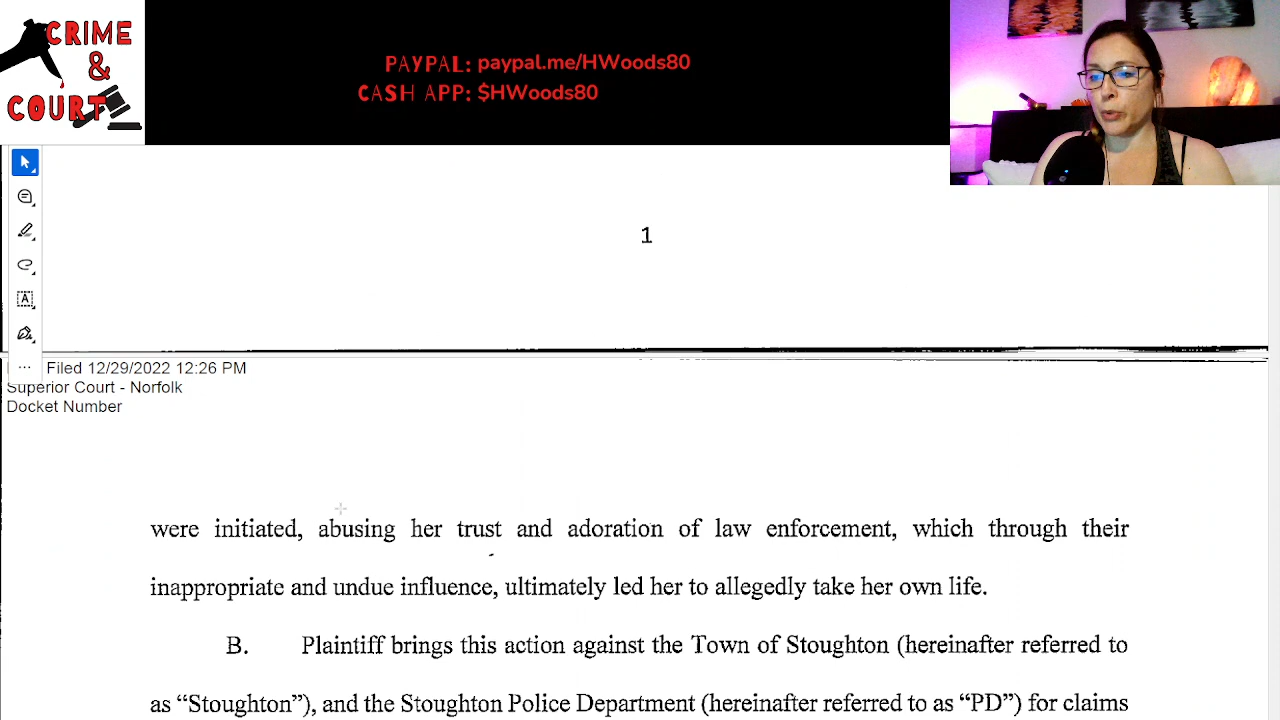 CRIME
&
COURT
PAYPAL: paypal.me/HWoods80
CASH APP: $HWoods80
1
Filed 12/29/2022 12:26 PM
Superior Court - Norfolk
Docket Number
were initiated, abusing her trust and adoration of law enforcement, which through their
inappropriate and undue influence, ultimately led her to allegedly take her own life.
B. Plaintiff brings this action against the Town of Stoughton (hereinafter referred to
as “Stoughton”), and the Stoughton Police Department (hereinafter referred to as “PD”) for claims